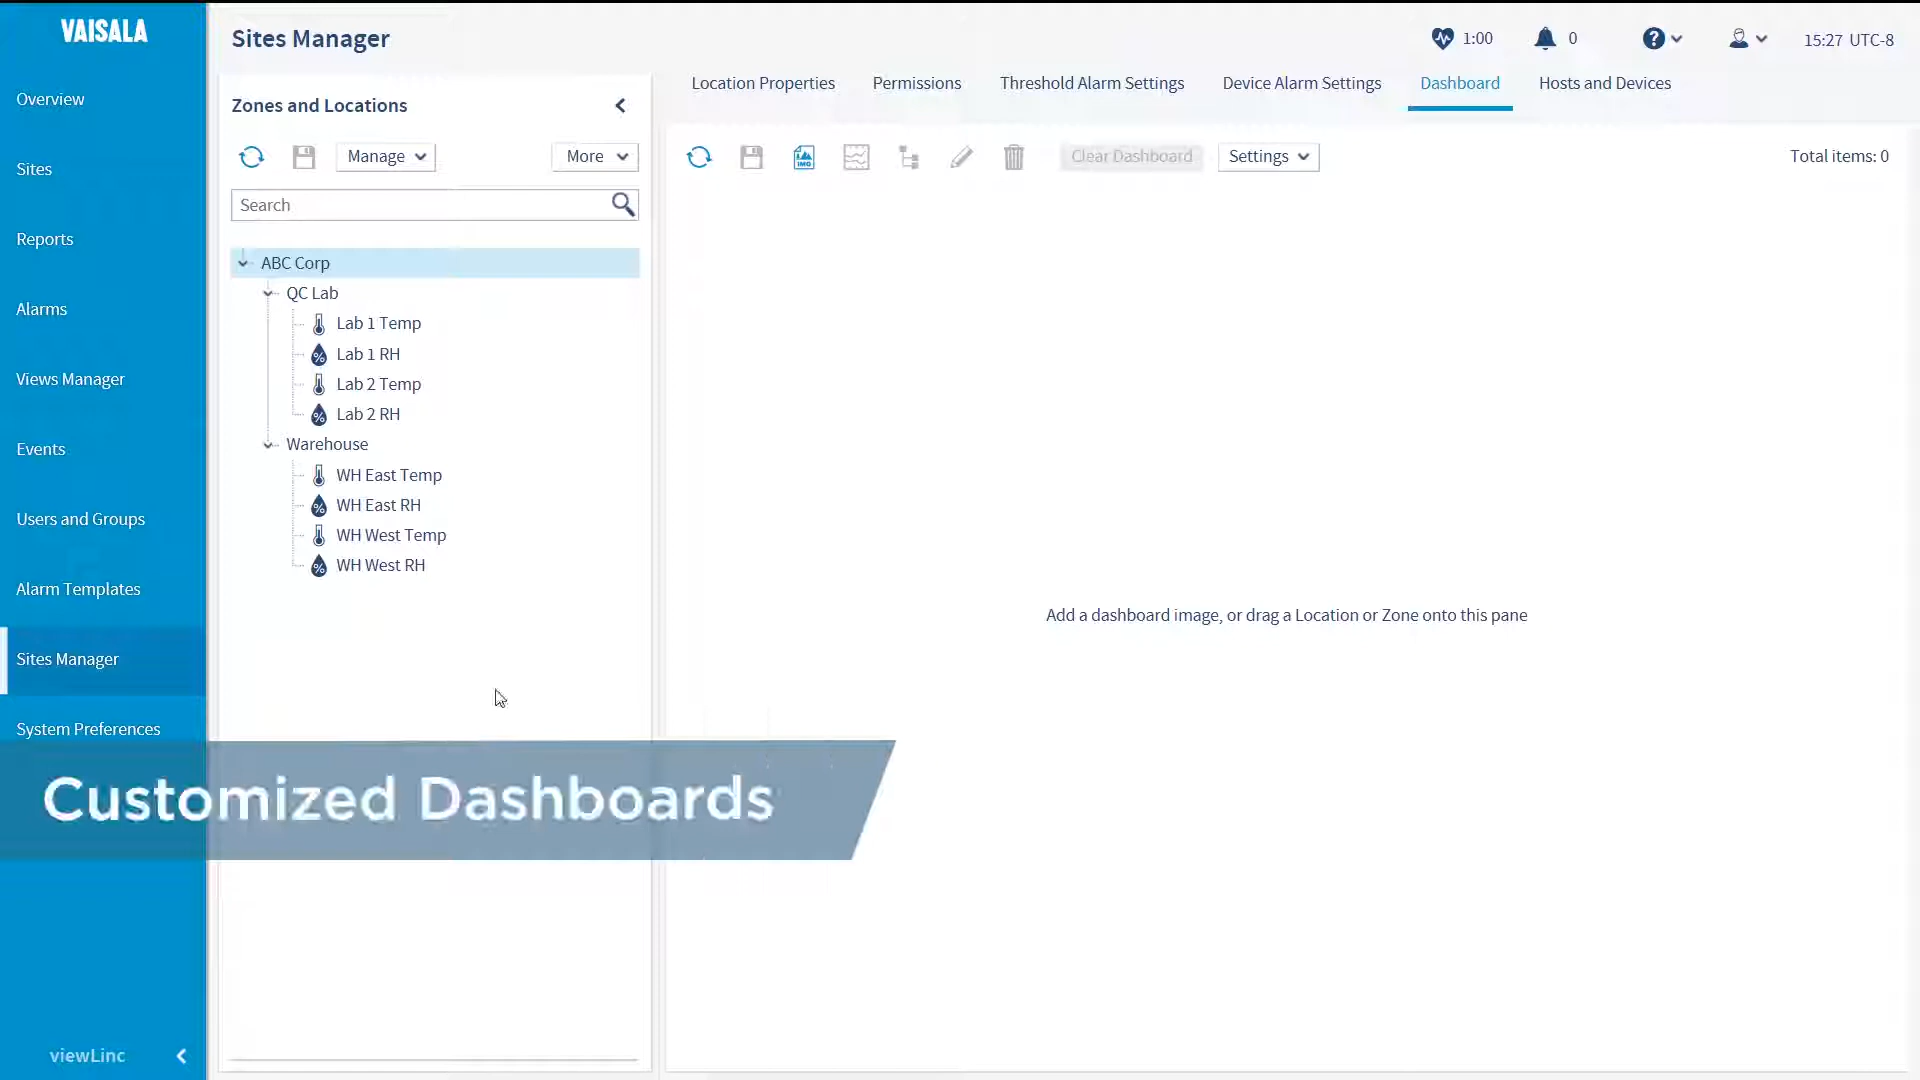 VAISALA
Overview
Sites
Reports
Alarms
Views Manager
Events
Users and Groups
Alarm Templates
Sites Manager
System Preferences
viewLinc
Sites Manager
1:00
0
?
15:27 UTC-8
Zones and Locations
Manage
More
Search
ABC Corp
QC Lab
Lab 1 Temp
% Lab 1 RH
Lab 2 Temp
% Lab 2 RH
Warehouse
WH East Temp
% WH East RH
WH West Temp
% WH West RH
Location Properties
Permissions
Threshold Alarm Settings
Device Alarm Settings
Dashboard
Hosts and Devices
IMG
Clear Dashboard
Settings
Total items: 0
Add a dashboard image, or drag a Location or Zone onto this pane
Customized Dashboards